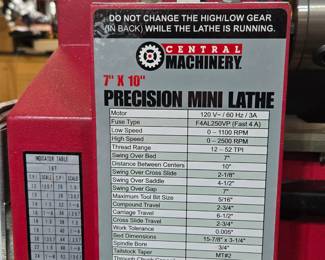 DO NOT CHANGE THE HIGH/LOW GEAR
(IN BACK) WHILE THE LATHE IS RUNNING.
CENTRAL
MACHINERY.
7" X 10"
PRECISION MINI LATHE
Motor 120 V~ / 60 Hz / 3A
Fuse Type F4AL250VP (Fast 4 A)
Low Speed 0 – 1100 RPM
High Speed 0 – 2500 RPM
Thread Range 12 – 52 TPI
Swing Over Bed 7"
Distance Between Centers 10"
Swing Over Cross Slide 2-1/8"
Swing Over Saddle 4-1/2"
Swing Over Gap 7"
Maximum Tool Bit Size 5/16"
Compound Travel 2-3/4"
Carriage Travel 6-1/2"
Cross Slide Travel 2-3/4"
Work Tolerance 0.005"
Bed Dimensions 15-7/8" x 3-1/4"
Spindle Bore 3/4"
Tailstock Taper MT#2
INDICATOR TABLE
16T